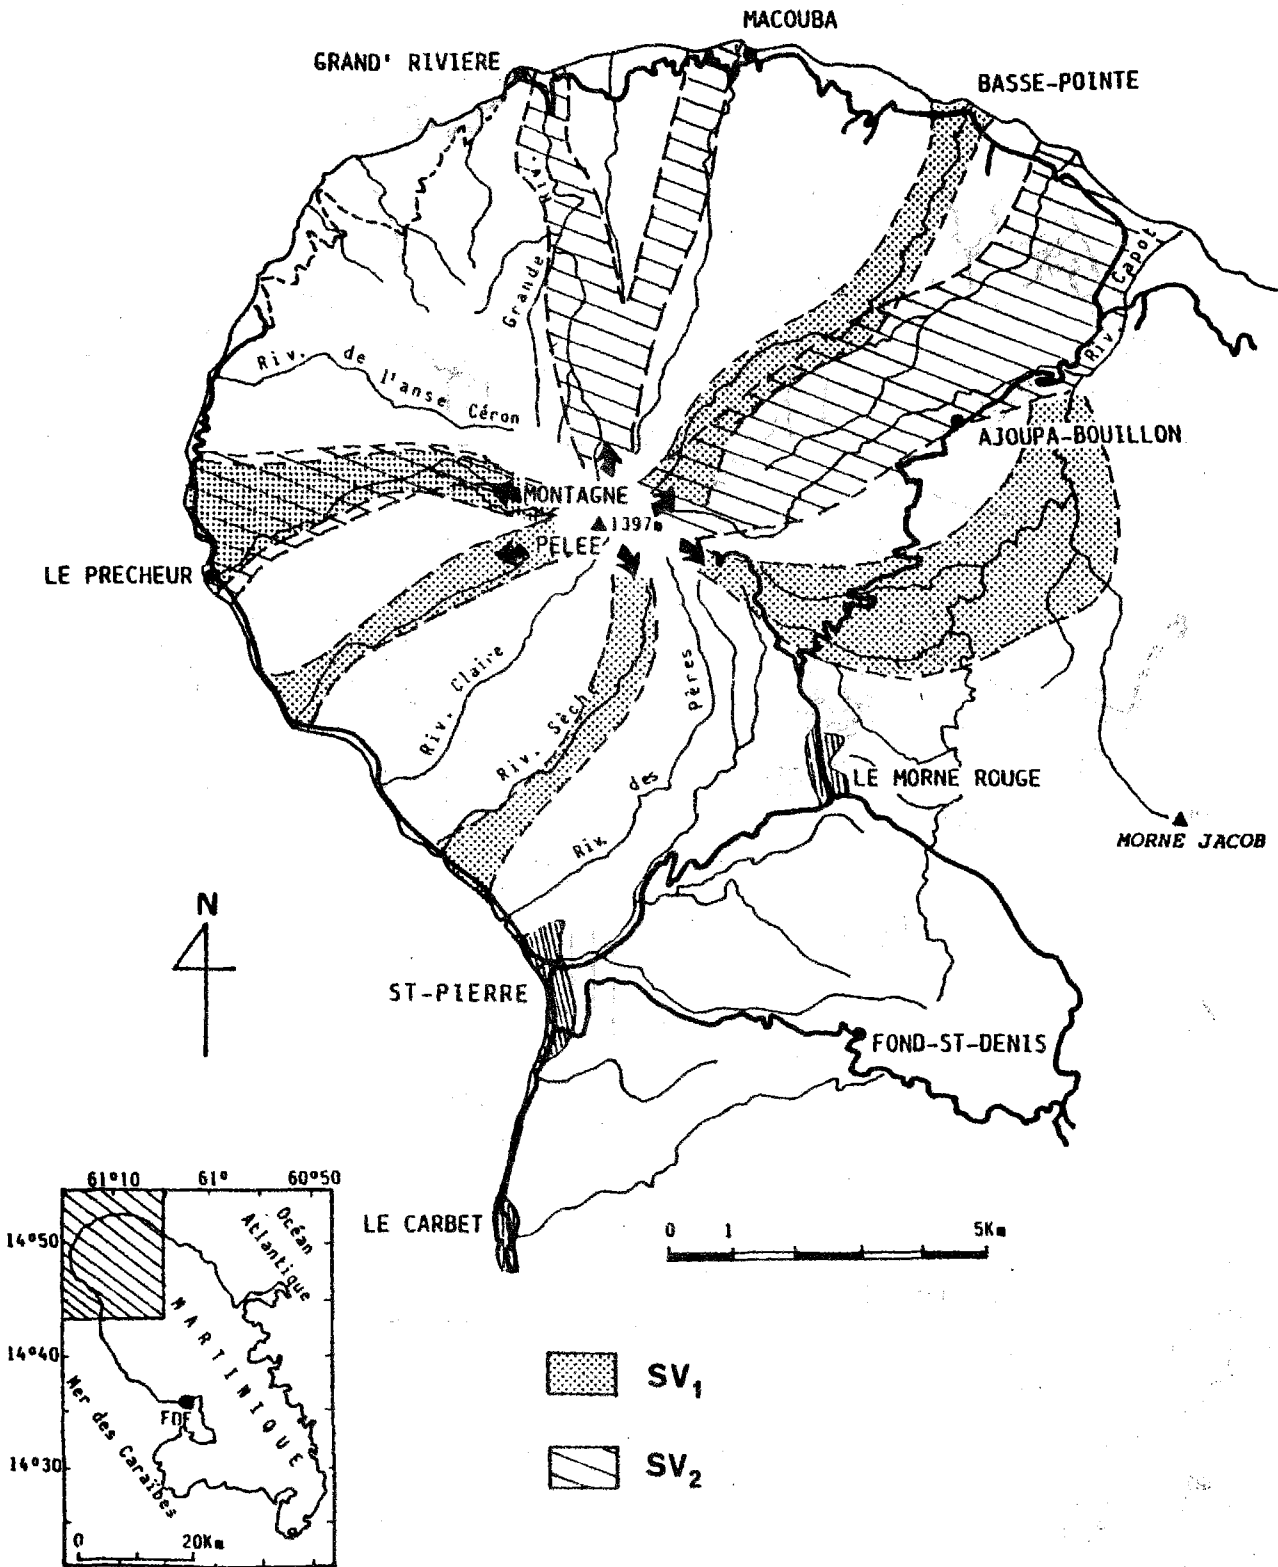 MACOUBA
GRAND' RIVIERE
BASSE-POINTE
Grande
Riv. Capot
Riv. de l'anse Céron
AJOUPA-BOUILLON
MONTAGNE
1397m
PELEE
LE PRECHEUR
Riv. Claire
Riv. Sèche
Riv. des Pères
LE MORNE ROUGE
MORNE JACOB
N
ST-PIERRE
FOND-ST-DENIS
LE CARBET
0 1 5Km
61°10 61° 60°50
14°50
14°40
14°30
Océan
Atlantique
MARTINIQUE
FDF
Mer des Caraïbes
0 20Km
SV1
SV2